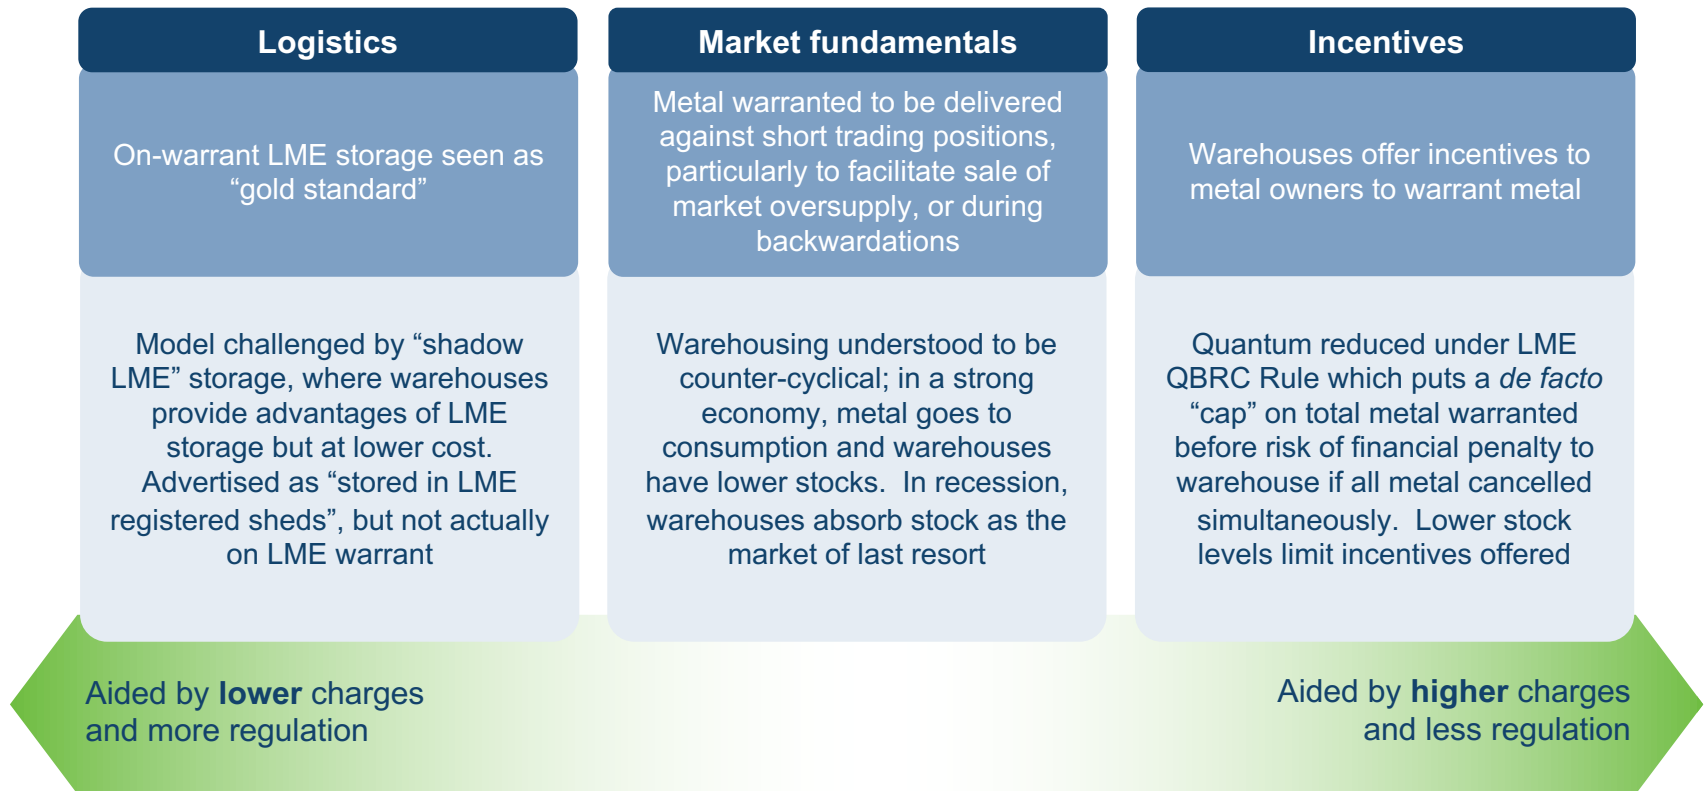 Logistics
On-warrant LME storage seen as
“gold standard”
Model challenged by “shadow
LME” storage, where warehouses
provide advantages of LME
storage but at lower cost.
Advertised as “stored in LME
registered sheds”, but not actually
on LME warrant
Market fundamentals
Metal warranted to be delivered
against short trading positions,
particularly to facilitate sale of
market oversupply, or during
backwardations
Warehousing understood to be
counter-cyclical; in a strong
economy, metal goes to
consumption and warehouses
have lower stocks.  In recession,
warehouses absorb stock as the
market of last resort
Incentives
Warehouses offer incentives to
metal owners to warrant metal
Quantum reduced under LME
QBRC Rule which puts a de facto
“cap” on total metal warranted
before risk of financial penalty to
warehouse if all metal cancelled
simultaneously.  Lower stock
levels limit incentives offered
Aided by lower charges
and more regulation
Aided by higher charges
and less regulation